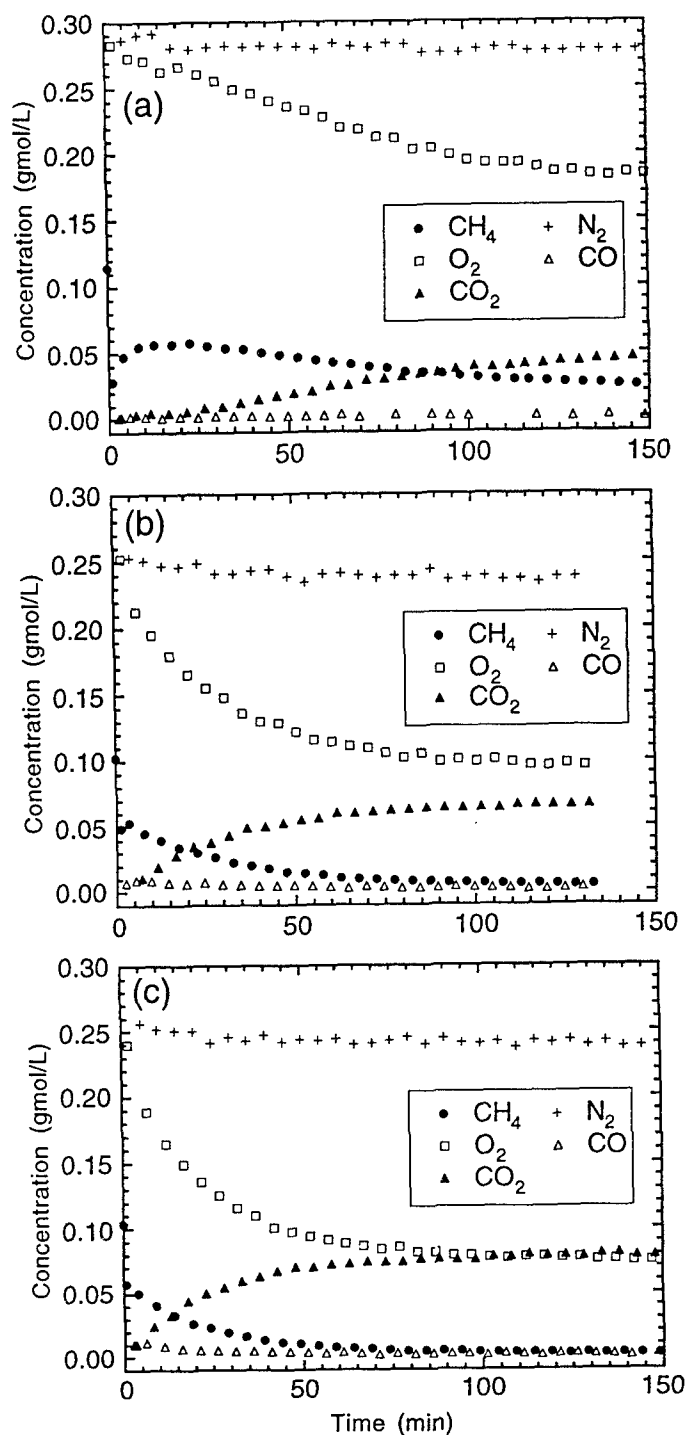 0.30
0.25
0.20
0.15
0.10
0.05
0.00
Concentration (gmol/L)
(a)
CH₄ N₂
O₂ CO
CO₂
0 50 100 150
0.30
0.25
0.20
0.15
0.10
0.05
0.00
Concentration (gmol/L)
(b)
CH₄ N₂
O₂ CO
CO₂
0 50 100 150
0.30
0.25
0.20
0.15
0.10
0.05
0.00
Concentration (gmol/L)
(c)
CH₄ N₂
O₂ CO
CO₂
0 50 100 150
Time (min)